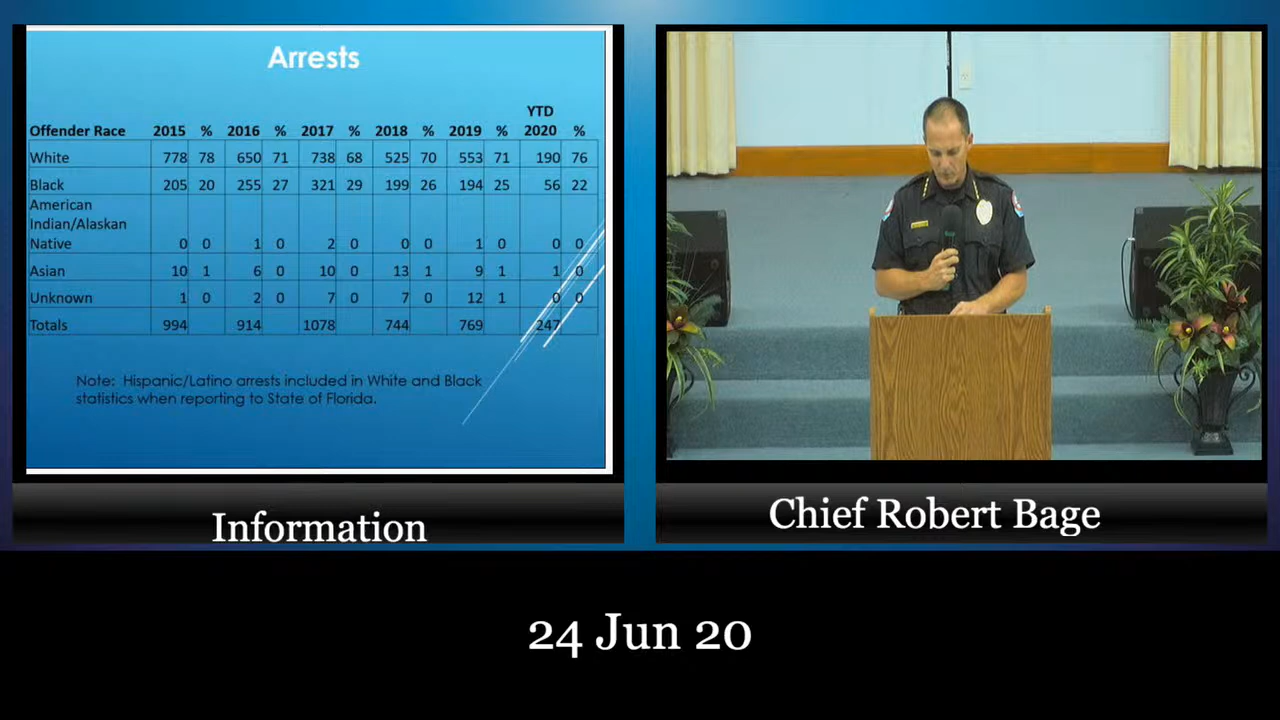 Arrests
YTD
Offender Race 2015 % 2016 % 2017 % 2018 % 2019 % 2020 %
White 778 78 650 71 738 68 525 70 553 71 190 76
Black 205 20 255 27 321 29 199 26 194 25 56 22
American
Indian/Alaskan
Native 0 0 1 0 2 0 0 0 1 0 0 0
Asian 10 1 6 0 10 0 13 1 9 1 1 0
Unknown 1 0 2 0 7 0 7 0 12 1 0 0
Totals 994 914 1078 744 769 247
Note: Hispanic/Latino arrests included in White and Black
statistics when reporting to State of Florida.
Information
Chief Robert Bage
24 Jun 20